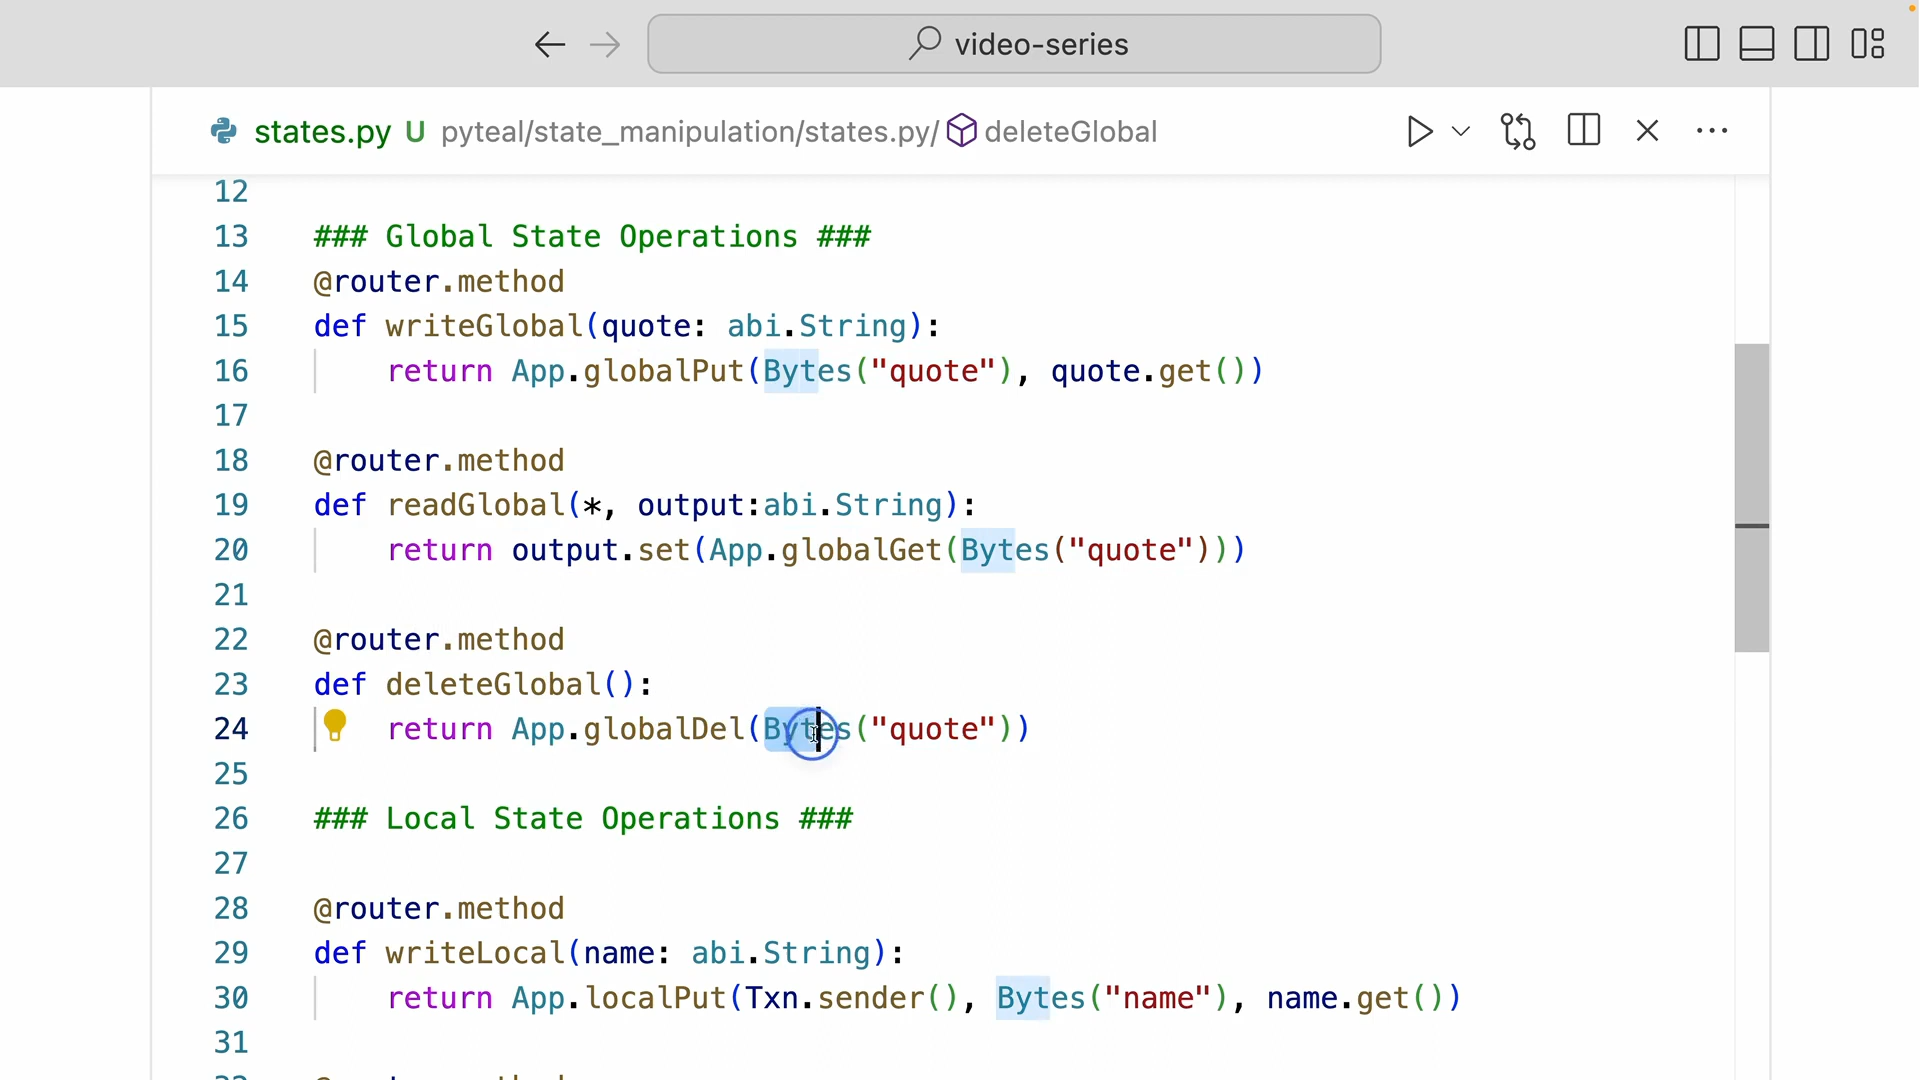 video-series
states.py U pyteal/state_manipulation/states.py/ deleteGlobal
12
13 ### Global State Operations ###
14 @router.method
15 def writeGlobal(quote: abi.String):
16 return App.globalPut(Bytes("quote"), quote.get())
17
18 @router.method
19 def readGlobal(*, output:abi.String):
20 return output.set(App.globalGet(Bytes("quote")))
21
22 @router.method
23 def deleteGlobal():
24 return App.globalDel(Bytes("quote"))
25
26 ### Local State Operations ###
27
28 @router.method
29 def writeLocal(name: abi.String):
30 return App.localPut(Txn.sender(), Bytes("name"), name.get())
31